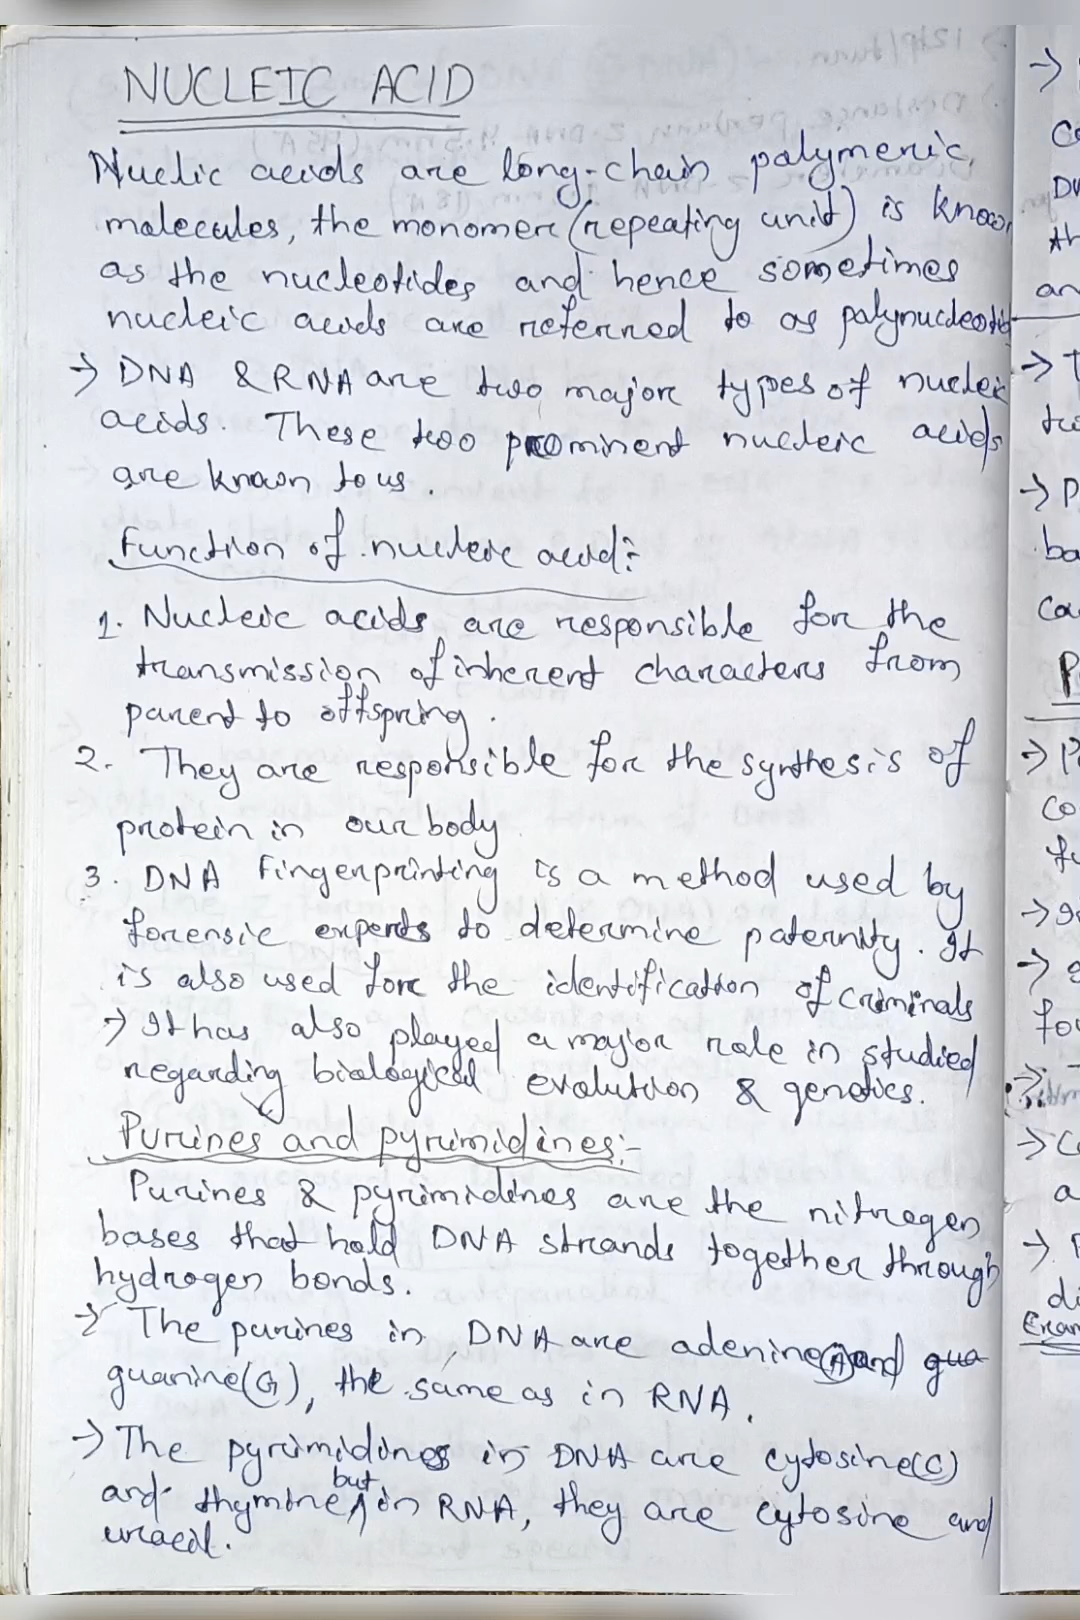 NUCLEIC ACID
Nuclic acids are long-chain polymeric
molecules, the monomer (repeating unit) is known
as the nucleotides and hence sometimes
nucleic acids are referred to as polynucleotid
→ DNA & RNA are two major types of nucleic
acids. These two prominent nucleic acids
are known to us.
Function of nucleic acid:
1. Nucleic acids are responsible for the
transmission of inherent characters from
parent to offspring.
2. They are responsible for the synthesis of
protein in our body
3. DNA Fingerprinting is a method used by
forensic experts to determine paternity. It
is also used for the identification of criminals
→ It has also played a major role in studied
regarding biological evolution & genetics.
Purines and pyrimidines:-
Purines & pyrimidines are the nitrogen
bases that hold DNA strands together through
hydrogen bonds.
→ The purines in DNA are adenine(A) and gua
guanine(G), the same as in RNA.
→ The pyrimidines in DNA are cytosine(C)
and thymine, but in RNA, they are cytosine and
uracil.